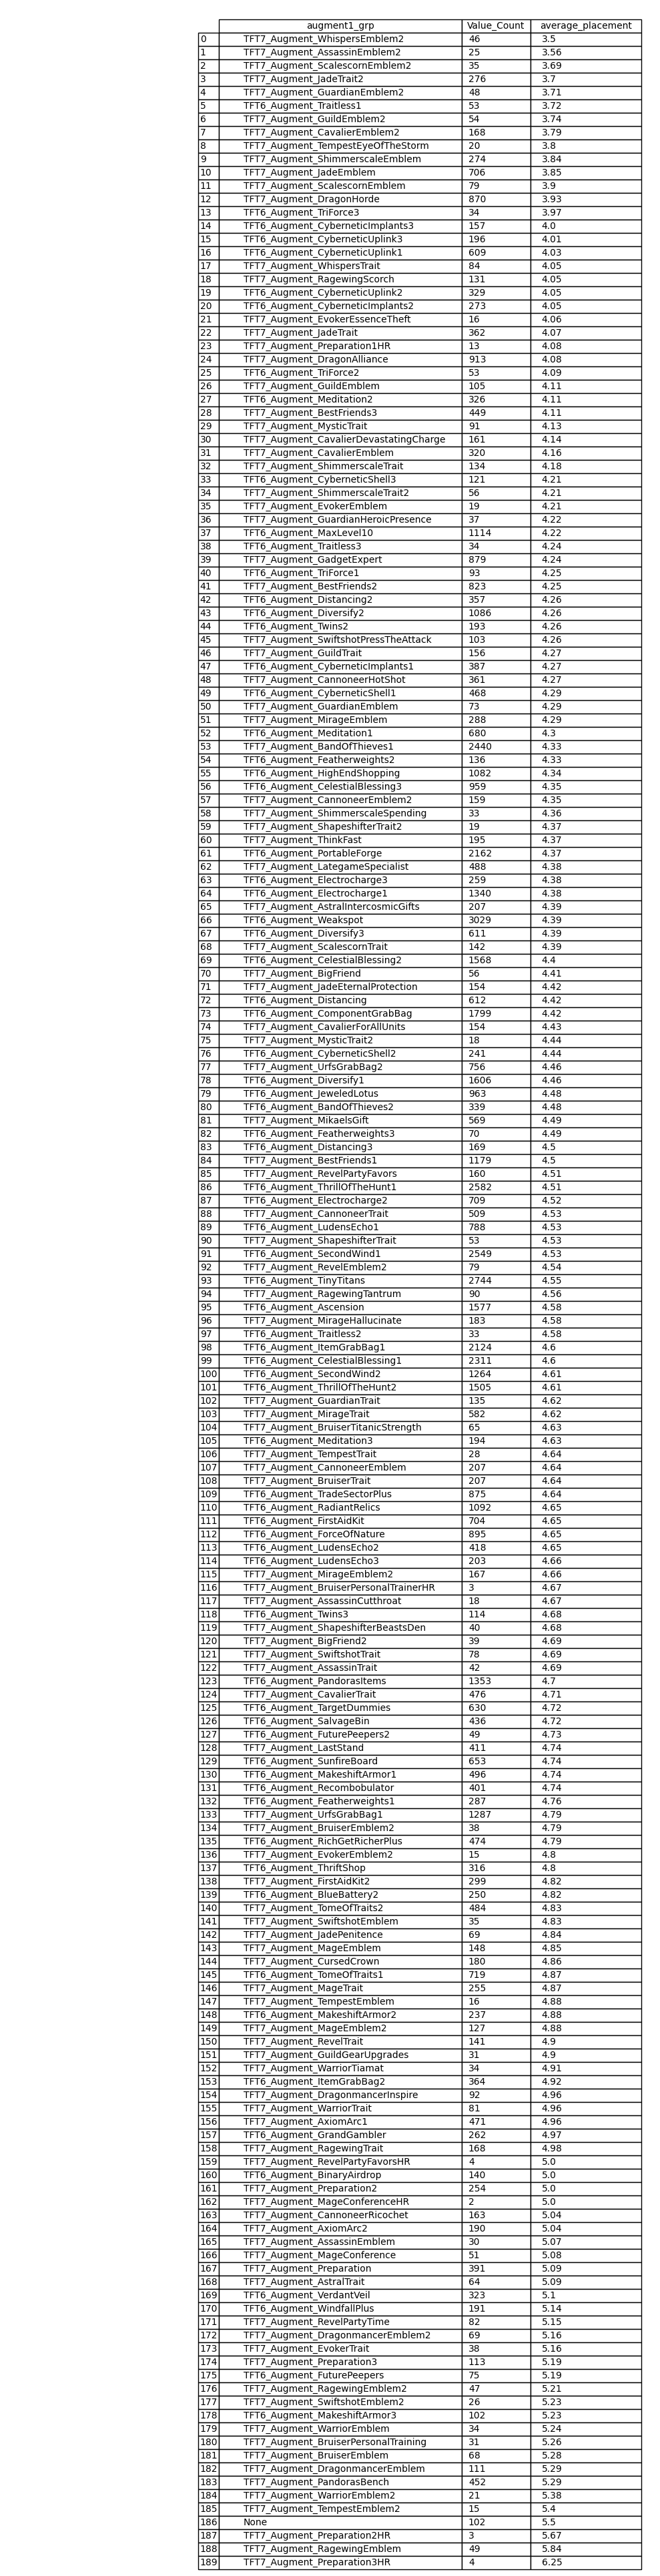 augment1_grp Value_Count average_placement
0 TFT7_Augment_WhispersEmblem2 46 3.5
1 TFT7_Augment_AssassinEmblem2 25 3.56
2 TFT7_Augment_ScalescornEmblem2 35 3.69
3 TFT7_Augment_JadeTrait2 276 3.7
4 TFT7_Augment_GuardianEmblem2 48 3.71
5 TFT6_Augment_Traitless1 53 3.72
6 TFT7_Augment_GuildEmblem2 54 3.74
7 TFT7_Augment_CavalierEmblem2 168 3.79
8 TFT7_Augment_TempestEyeOfTheStorm 20 3.8
9 TFT7_Augment_ShimmerscaleEmblem 274 3.84
10 TFT7_Augment_JadeEmblem 706 3.85
11 TFT7_Augment_ScalescornEmblem 79 3.9
12 TFT7_Augment_DragonHorde 870 3.93
13 TFT6_Augment_TriForce3 34 3.97
14 TFT6_Augment_CyberneticImplants3 157 4.0
15 TFT6_Augment_CyberneticUplink3 196 4.01
16 TFT6_Augment_CyberneticUplink1 609 4.03
17 TFT7_Augment_WhispersTrait 84 4.05
18 TFT7_Augment_RagewingScorch 131 4.05
19 TFT6_Augment_CyberneticUplink2 329 4.05
20 TFT6_Augment_CyberneticImplants2 273 4.05
21 TFT7_Augment_EvokerEssenceTheft 16 4.06
22 TFT7_Augment_JadeTrait 362 4.07
23 TFT7_Augment_Preparation1HR 13 4.08
24 TFT7_Augment_DragonAlliance 913 4.08
25 TFT6_Augment_TriForce2 53 4.09
26 TFT7_Augment_GuildEmblem 105 4.11
27 TFT6_Augment_Meditation2 326 4.11
28 TFT7_Augment_BestFriends3 449 4.11
29 TFT7_Augment_MysticTrait 91 4.13
30 TFT7_Augment_CavalierDevastatingCharge 161 4.14
31 TFT7_Augment_CavalierEmblem 320 4.16
32 TFT7_Augment_ShimmerscaleTrait 134 4.18
33 TFT6_Augment_CyberneticShell3 121 4.21
34 TFT7_Augment_ShimmerscaleTrait2 56 4.21
35 TFT7_Augment_EvokerEmblem 19 4.21
36 TFT7_Augment_GuardianHeroicPresence 37 4.22
37 TFT6_Augment_MaxLevel10 1114 4.22
38 TFT6_Augment_Traitless3 34 4.24
39 TFT7_Augment_GadgetExpert 879 4.24
40 TFT6_Augment_TriForce1 93 4.25
41 TFT7_Augment_BestFriends2 823 4.25
42 TFT6_Augment_Distancing2 357 4.26
43 TFT6_Augment_Diversify2 1086 4.26
44 TFT6_Augment_Twins2 193 4.26
45 TFT7_Augment_SwiftshotPressTheAttack 103 4.26
46 TFT7_Augment_GuildTrait 156 4.27
47 TFT6_Augment_CyberneticImplants1 387 4.27
48 TFT7_Augment_CannoneerHotShot 361 4.27
49 TFT6_Augment_CyberneticShell1 468 4.29
50 TFT7_Augment_GuardianEmblem 73 4.29
51 TFT7_Augment_MirageEmblem 288 4.29
52 TFT6_Augment_Meditation1 680 4.3
53 TFT7_Augment_BandOfThieves1 2440 4.33
54 TFT6_Augment_Featherweights2 136 4.33
55 TFT6_Augment_HighEndShopping 1082 4.34
56 TFT6_Augment_CelestialBlessing3 959 4.35
57 TFT7_Augment_CannoneerEmblem2 159 4.35
58 TFT7_Augment_ShimmerscaleSpending 33 4.36
59 TFT7_Augment_ShapeshifterTrait2 19 4.37
60 TFT7_Augment_ThinkFast 195 4.37
61 TFT6_Augment_PortableForge 2162 4.37
62 TFT7_Augment_LategameSpecialist 488 4.38
63 TFT6_Augment_Electrocharge3 259 4.38
64 TFT6_Augment_Electrocharge1 1340 4.38
65 TFT7_Augment_AstralIntercosmicGifts 207 4.39
66 TFT6_Augment_Weakspot 3029 4.39
67 TFT6_Augment_Diversify3 611 4.39
68 TFT7_Augment_ScalescornTrait 142 4.39
69 TFT6_Augment_CelestialBlessing2 1568 4.4
70 TFT7_Augment_BigFriend 56 4.41
71 TFT7_Augment_JadeEternalProtection 154 4.42
72 TFT6_Augment_Distancing 612 4.42
73 TFT6_Augment_ComponentGrabBag 1799 4.42
74 TFT7_Augment_CavalierForAllUnits 154 4.43
75 TFT7_Augment_MysticTrait2 18 4.44
76 TFT6_Augment_CyberneticShell2 241 4.44
77 TFT7_Augment_UrfsGrabBag2 756 4.46
78 TFT6_Augment_Diversify1 1606 4.46
79 TFT6_Augment_JeweledLotus 963 4.48
80 TFT6_Augment_BandOfThieves2 339 4.48
81 TFT7_Augment_MikaelsGift 569 4.49
82 TFT6_Augment_Featherweights3 70 4.49
83 TFT6_Augment_Distancing3 169 4.5
84 TFT7_Augment_BestFriends1 1179 4.5
85 TFT7_Augment_RevelPartyFavors 160 4.51
86 TFT6_Augment_ThrillOfTheHunt1 2582 4.51
87 TFT6_Augment_Electrocharge2 709 4.52
88 TFT7_Augment_CannoneerTrait 509 4.53
89 TFT6_Augment_LudensEcho1 788 4.53
90 TFT7_Augment_ShapeshifterTrait 53 4.53
91 TFT6_Augment_SecondWind1 2549 4.53
92 TFT7_Augment_RevelEmblem2 79 4.54
93 TFT6_Augment_TinyTitans 2744 4.55
94 TFT7_Augment_RagewingTantrum 90 4.56
95 TFT6_Augment_Ascension 1577 4.58
96 TFT7_Augment_MirageHallucinate 183 4.58
97 TFT6_Augment_Traitless2 33 4.58
98 TFT6_Augment_ItemGrabBag1 2124 4.6
99 TFT6_Augment_CelestialBlessing1 2311 4.6
100 TFT6_Augment_SecondWind2 1264 4.61
101 TFT6_Augment_ThrillOfTheHunt2 1505 4.61
102 TFT7_Augment_GuardianTrait 135 4.62
103 TFT7_Augment_MirageTrait 582 4.62
104 TFT7_Augment_BruiserTitanicStrength 65 4.63
105 TFT6_Augment_Meditation3 194 4.63
106 TFT7_Augment_TempestTrait 28 4.64
107 TFT7_Augment_CannoneerEmblem 207 4.64
108 TFT7_Augment_BruiserTrait 207 4.64
109 TFT6_Augment_TradeSectorPlus 875 4.64
110 TFT6_Augment_RadiantRelics 1092 4.65
111 TFT6_Augment_FirstAidKit 704 4.65
112 TFT6_Augment_ForceOfNature 895 4.65
113 TFT6_Augment_LudensEcho2 418 4.65
114 TFT6_Augment_LudensEcho3 203 4.66
115 TFT7_Augment_MirageEmblem2 167 4.66
116 TFT7_Augment_BruiserPersonalTrainerHR 3 4.67
117 TFT7_Augment_AssassinCutthroat 18 4.67
118 TFT6_Augment_Twins3 114 4.68
119 TFT7_Augment_ShapeshifterBeastsDen 40 4.68
120 TFT7_Augment_BigFriend2 39 4.69
121 TFT7_Augment_SwiftshotTrait 78 4.69
122 TFT7_Augment_AssassinTrait 42 4.69
123 TFT6_Augment_PandorasItems 1353 4.7
124 TFT7_Augment_CavalierTrait 476 4.71
125 TFT6_Augment_TargetDummies 630 4.72
126 TFT6_Augment_SalvageBin 436 4.72
127 TFT6_Augment_FuturePeepers2 49 4.73
128 TFT7_Augment_LastStand 411 4.74
129 TFT6_Augment_SunfireBoard 653 4.74
130 TFT6_Augment_MakeshiftArmor1 496 4.74
131 TFT6_Augment_Recombobulator 401 4.74
132 TFT6_Augment_Featherweights1 287 4.76
133 TFT7_Augment_UrfsGrabBag1 1287 4.79
134 TFT7_Augment_BruiserEmblem2 38 4.79
135 TFT6_Augment_RichGetRicherPlus 474 4.79
136 TFT7_Augment_EvokerEmblem2 15 4.8
137 TFT6_Augment_ThriftShop 316 4.8
138 TFT7_Augment_FirstAidKit2 299 4.82
139 TFT6_Augment_BlueBattery2 250 4.82
140 TFT7_Augment_TomeOfTraits2 484 4.83
141 TFT7_Augment_SwiftshotEmblem 35 4.83
142 TFT7_Augment_JadePenitence 69 4.84
143 TFT7_Augment_MageEmblem 148 4.85
144 TFT7_Augment_CursedCrown 180 4.86
145 TFT6_Augment_TomeOfTraits1 719 4.87
146 TFT7_Augment_MageTrait 255 4.87
147 TFT7_Augment_TempestEmblem 16 4.88
148 TFT6_Augment_MakeshiftArmor2 237 4.88
149 TFT7_Augment_MageEmblem2 127 4.88
150 TFT7_Augment_RevelTrait 141 4.9
151 TFT7_Augment_GuildGearUpgrades 31 4.9
152 TFT7_Augment_WarriorTiamat 34 4.91
153 TFT6_Augment_ItemGrabBag2 364 4.92
154 TFT7_Augment_DragonmancerInspire 92 4.96
155 TFT7_Augment_WarriorTrait 81 4.96
156 TFT7_Augment_AxiomArc1 471 4.96
157 TFT6_Augment_GrandGambler 262 4.97
158 TFT7_Augment_RagewingTrait 168 4.98
159 TFT7_Augment_RevelPartyFavorsHR 4 5.0
160 TFT6_Augment_BinaryAirdrop 140 5.0
161 TFT7_Augment_Preparation2 254 5.0
162 TFT7_Augment_MageConferenceHR 2 5.0
163 TFT7_Augment_CannoneerRicochet 163 5.04
164 TFT7_Augment_AxiomArc2 190 5.04
165 TFT7_Augment_AssassinEmblem 30 5.07
166 TFT7_Augment_MageConference 51 5.08
167 TFT7_Augment_Preparation 391 5.09
168 TFT7_Augment_AstralTrait 64 5.09
169 TFT6_Augment_VerdantVeil 323 5.1
170 TFT6_Augment_WindfallPlus 191 5.14
171 TFT7_Augment_RevelPartyTime 82 5.15
172 TFT7_Augment_DragonmancerEmblem2 69 5.16
173 TFT7_Augment_EvokerTrait 38 5.16
174 TFT7_Augment_Preparation3 113 5.19
175 TFT6_Augment_FuturePeepers 75 5.19
176 TFT7_Augment_RagewingEmblem2 47 5.21
177 TFT7_Augment_SwiftshotEmblem2 26 5.23
178 TFT6_Augment_MakeshiftArmor3 102 5.23
179 TFT7_Augment_WarriorEmblem 34 5.24
180 TFT7_Augment_BruiserPersonalTraining 31 5.26
181 TFT7_Augment_BruiserEmblem 68 5.28
182 TFT7_Augment_DragonmancerEmblem 111 5.29
183 TFT7_Augment_PandorasBench 452 5.29
184 TFT7_Augment_WarriorEmblem2 21 5.38
185 TFT7_Augment_TempestEmblem2 15 5.4
186 None 102 5.5
187 TFT7_Augment_Preparation2HR 3 5.67
188 TFT7_Augment_RagewingEmblem 49 5.84
189 TFT7_Augment_Preparation3HR 4 6.25